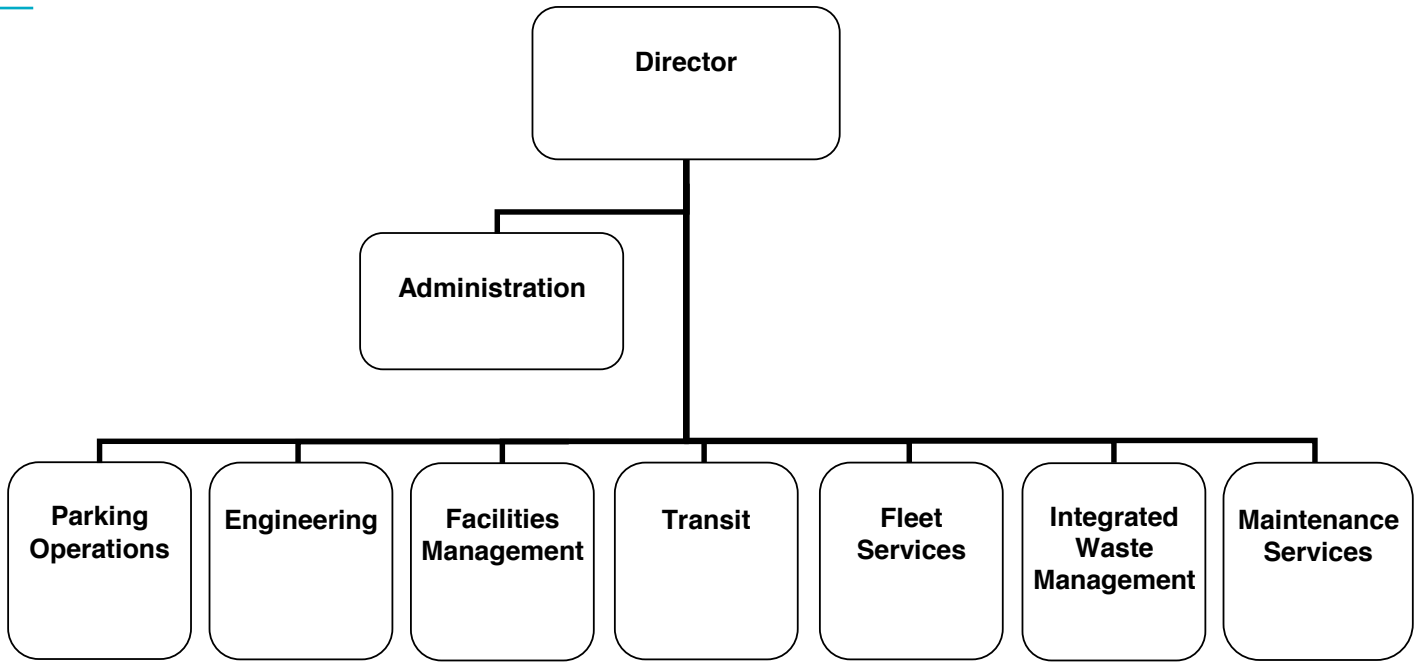 Director
Administration
Parking
Operations
Engineering
Facilities
Management
Transit
Fleet
Services
Integrated
Waste
Management
Maintenance
Services